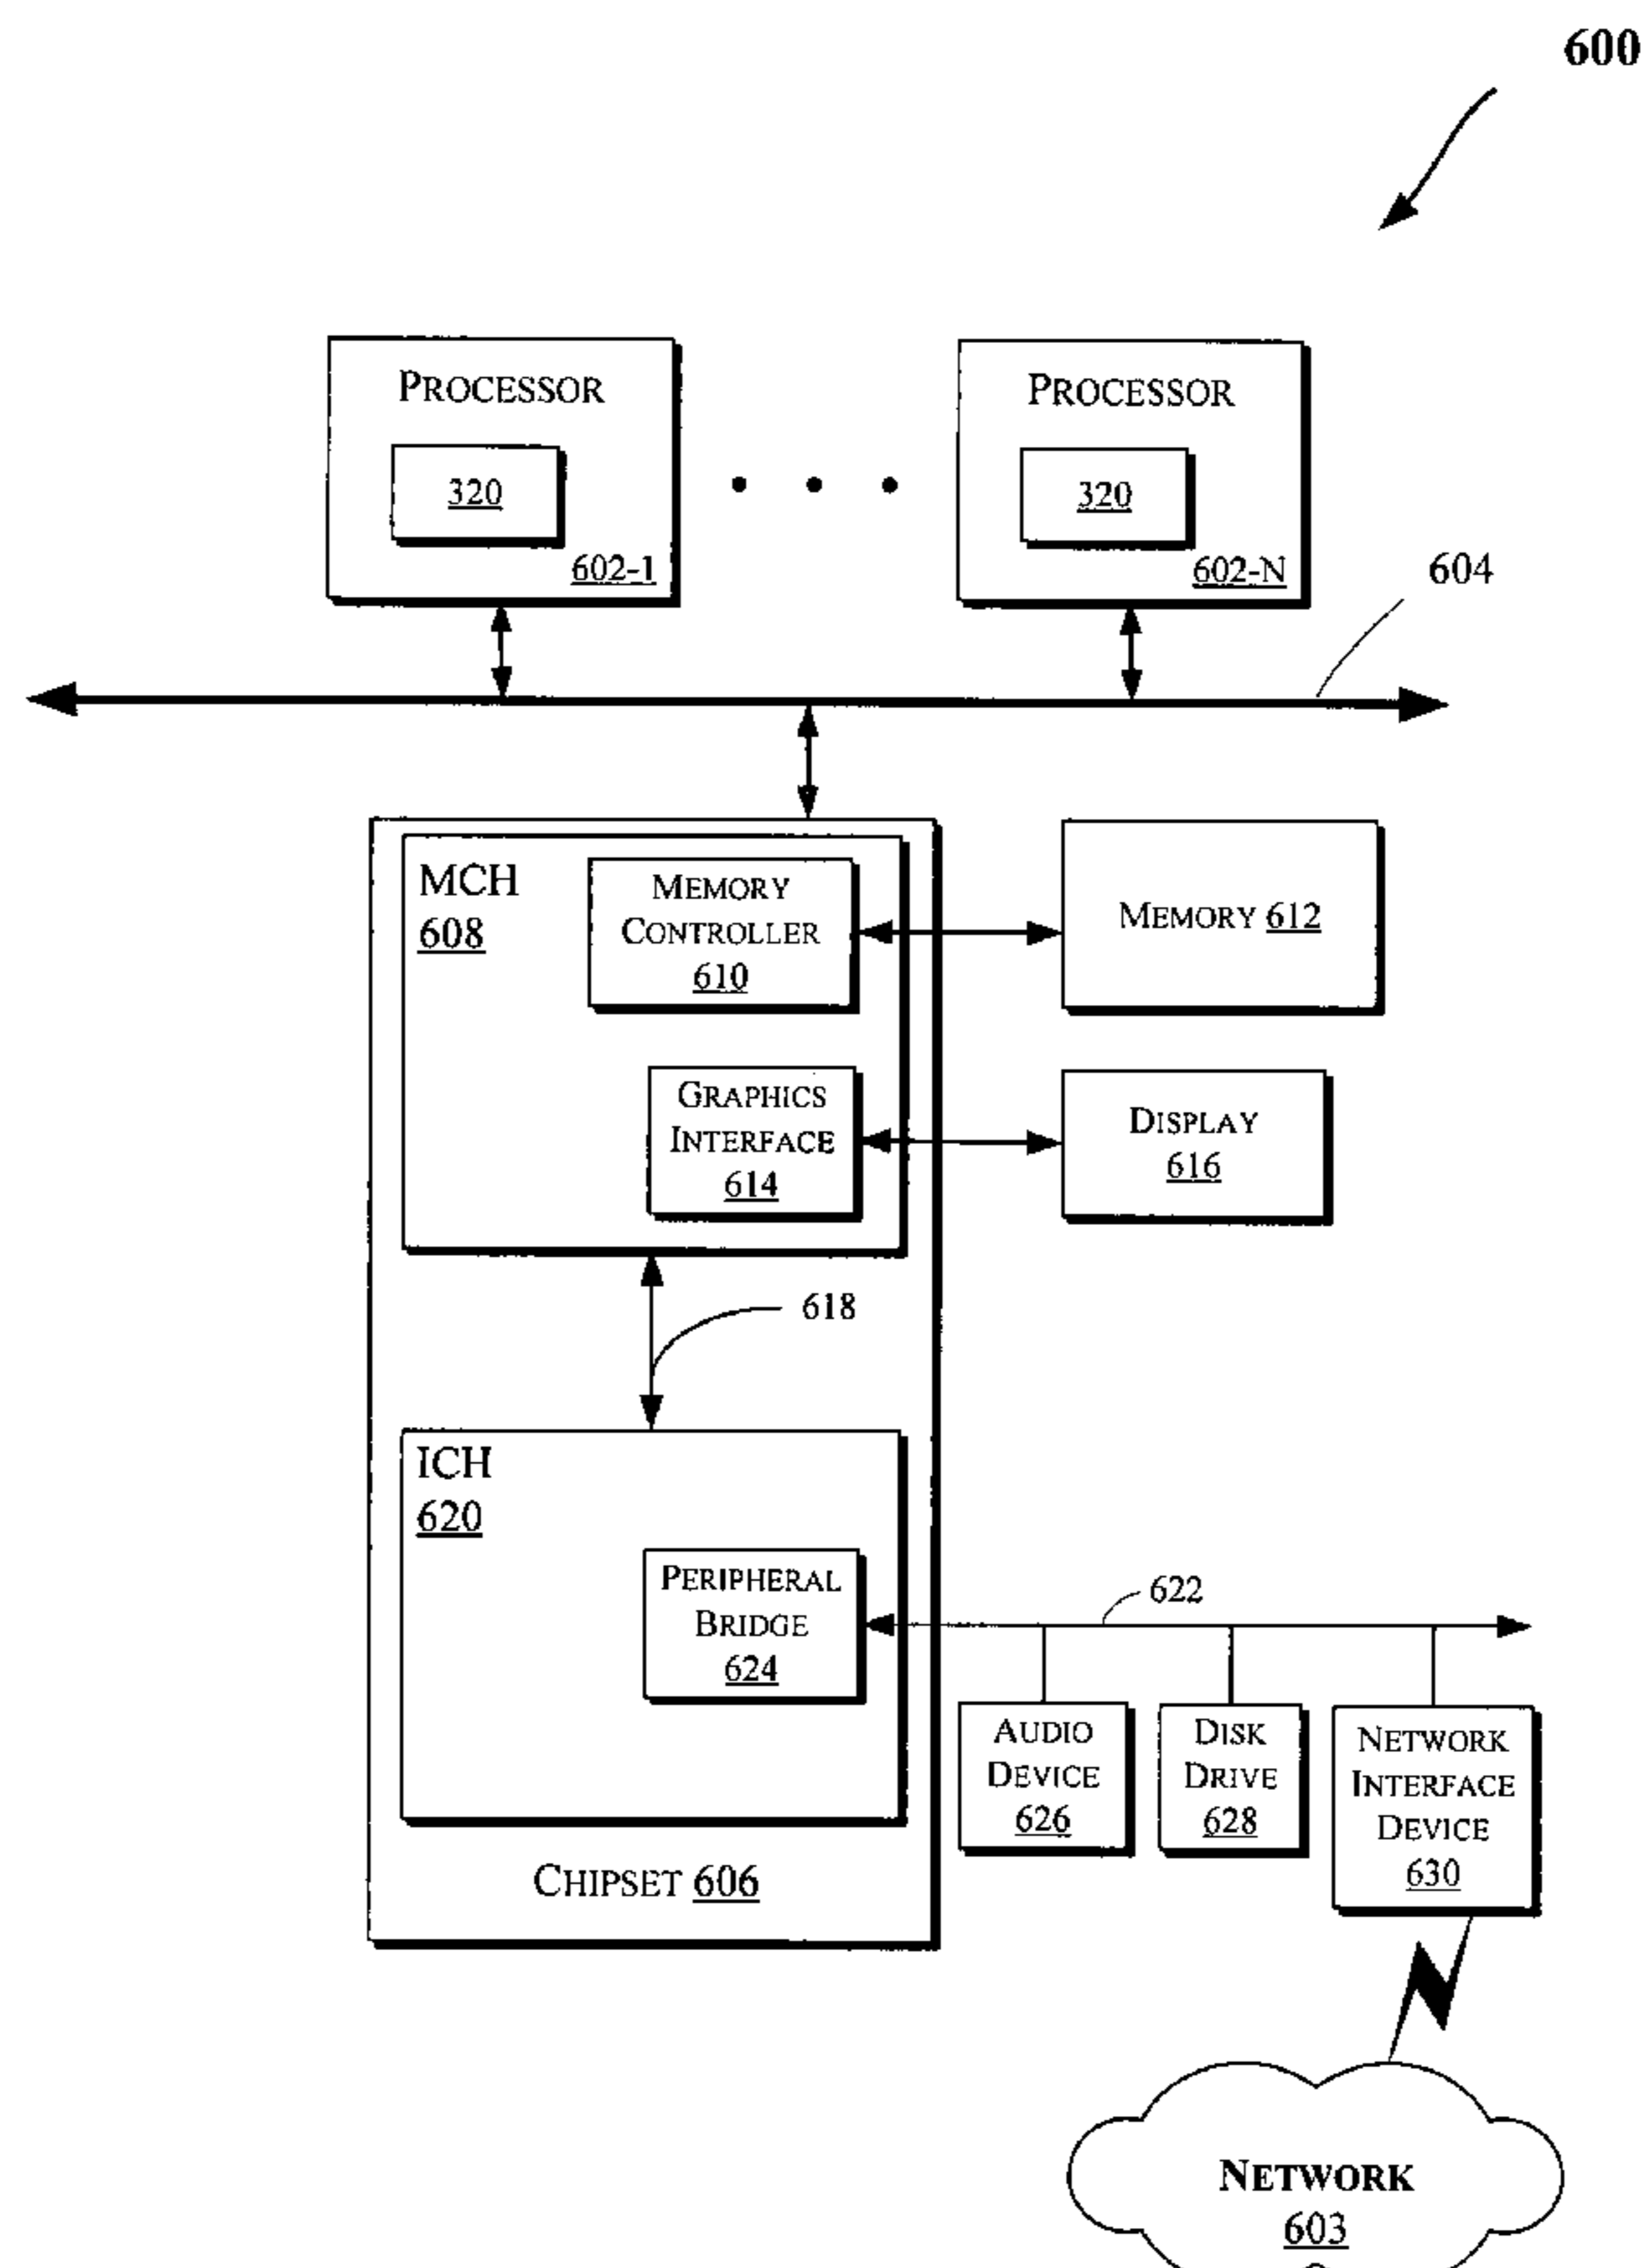 600
PROCESSOR
320
602-1
PROCESSOR
320
602-N
604
MCH
608
MEMORY
CONTROLLER
610
MEMORY 612
GRAPHICS
INTERFACE
614
DISPLAY
616
618
ICH
620
PERIPHERAL
BRIDGE
624
622
AUDIO
DEVICE
626
DISK
DRIVE
628
NETWORK
INTERFACE
DEVICE
630
CHIPSET 606
NETWORK
603